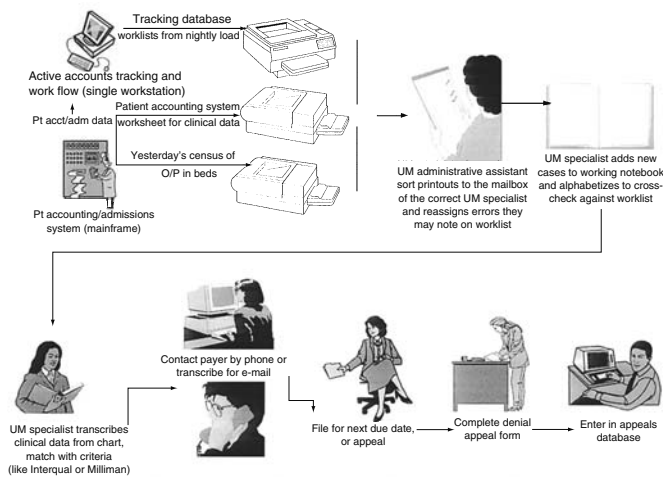 Tracking database
worklists from nightly load
Active accounts tracking and
work flow (single workstation)
Pt acct/adm data
Patient accounting system
worksheet for clinical data
Yesterday's census of
O/P in beds
Pt accounting/admissions
system (mainframe)
UM administrative assistant
sort printouts to the mailbox
of the correct UM specialist
and reassigns errors they
may note on worklist
UM specialist adds new
cases to working notebook
and alphabetizes to cross-
check against worklist
UM specialist transcribes
clinical data from chart,
match with criteria
(like Interqual or Milliman)
Contact payer by phone or
transcribe for e-mail
File for next due date,
or appeal
Complete denial
appeal form
Enter in appeals
database